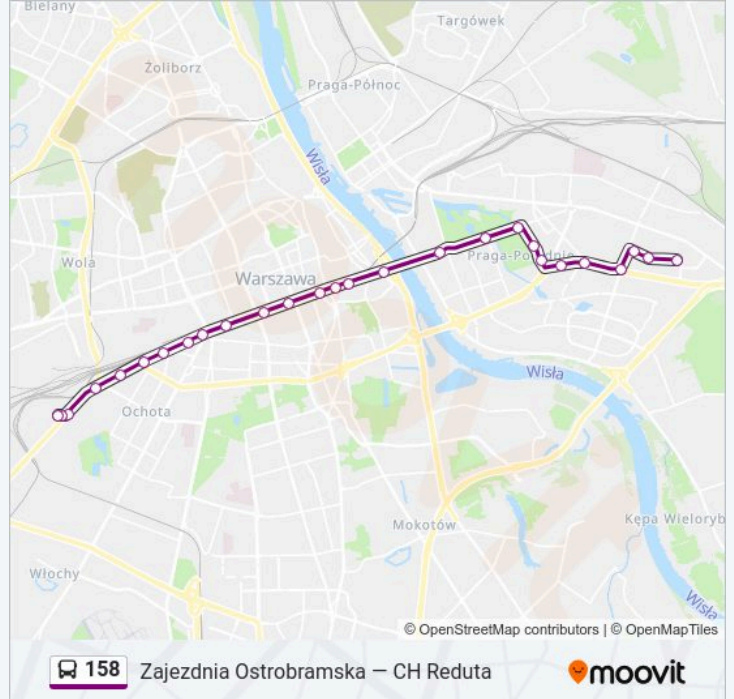 Bielany
Targówek
Żoliborz
Praga-Północ
Wisła
Wola
Praga-Południe
Warszawa
Wisła
Ochota
Mokotów
Kępa Wieloryb
Włochy
Wisła
© OpenStreetMap contributors | © OpenMapTiles
158 Zajezdnia Ostrobramska — CH Reduta moovit